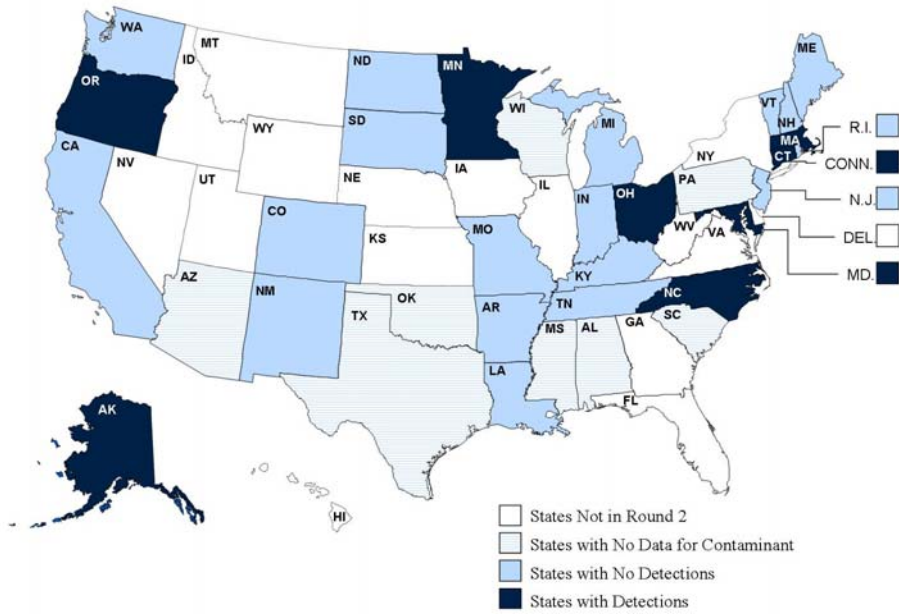 WA
MT
ME
ND
MN
OR
ID
VT
NH
WI
SD
MI
MA
R.I.
WY
CT
CONN.
CA
NV
IA
NY
NE
PA
N.J.
UT
IL
OH
IN
CO
WV
DEL.
VA
MO
KS
MD.
KY
AZ
NC
NM
OK
TN
AR
SC
TX
MS
AL
GA
LA
FL
AK
HI
States Not in Round 2
States with No Data for Contaminant
States with No Detections
States with Detections